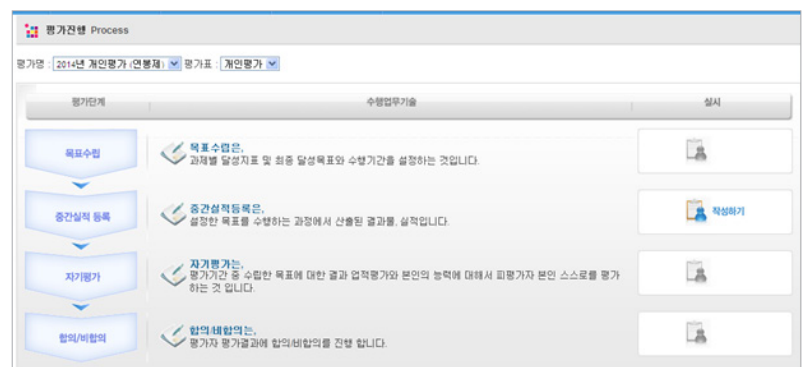 평가진행 Process
평가명 : 2014년 개인평가 (연봉제) 평가표 : 개인평가
평가단계 수행업무기술 실시
목표수립
목표수립은,
과제별 달성지표 및 최종 달성목표와 수행기간을 설정하는 것입니다.
중간실적 등록
중간실적등록은,
설정한 목표를 수행하는 과정에서 산출된 결과물, 실적입니다.
작성하기
자기평가
자기평가는,
평가기간 중 수립한 목표에 대한 결과 업적평가와 본인의 능력에 대해서 피평가자 본인 스스로를 평가
하는 것 입니다.
합의/비합의
합의/비합의는,
평가자 평가결과에 합의/비합의를 진행 합니다.